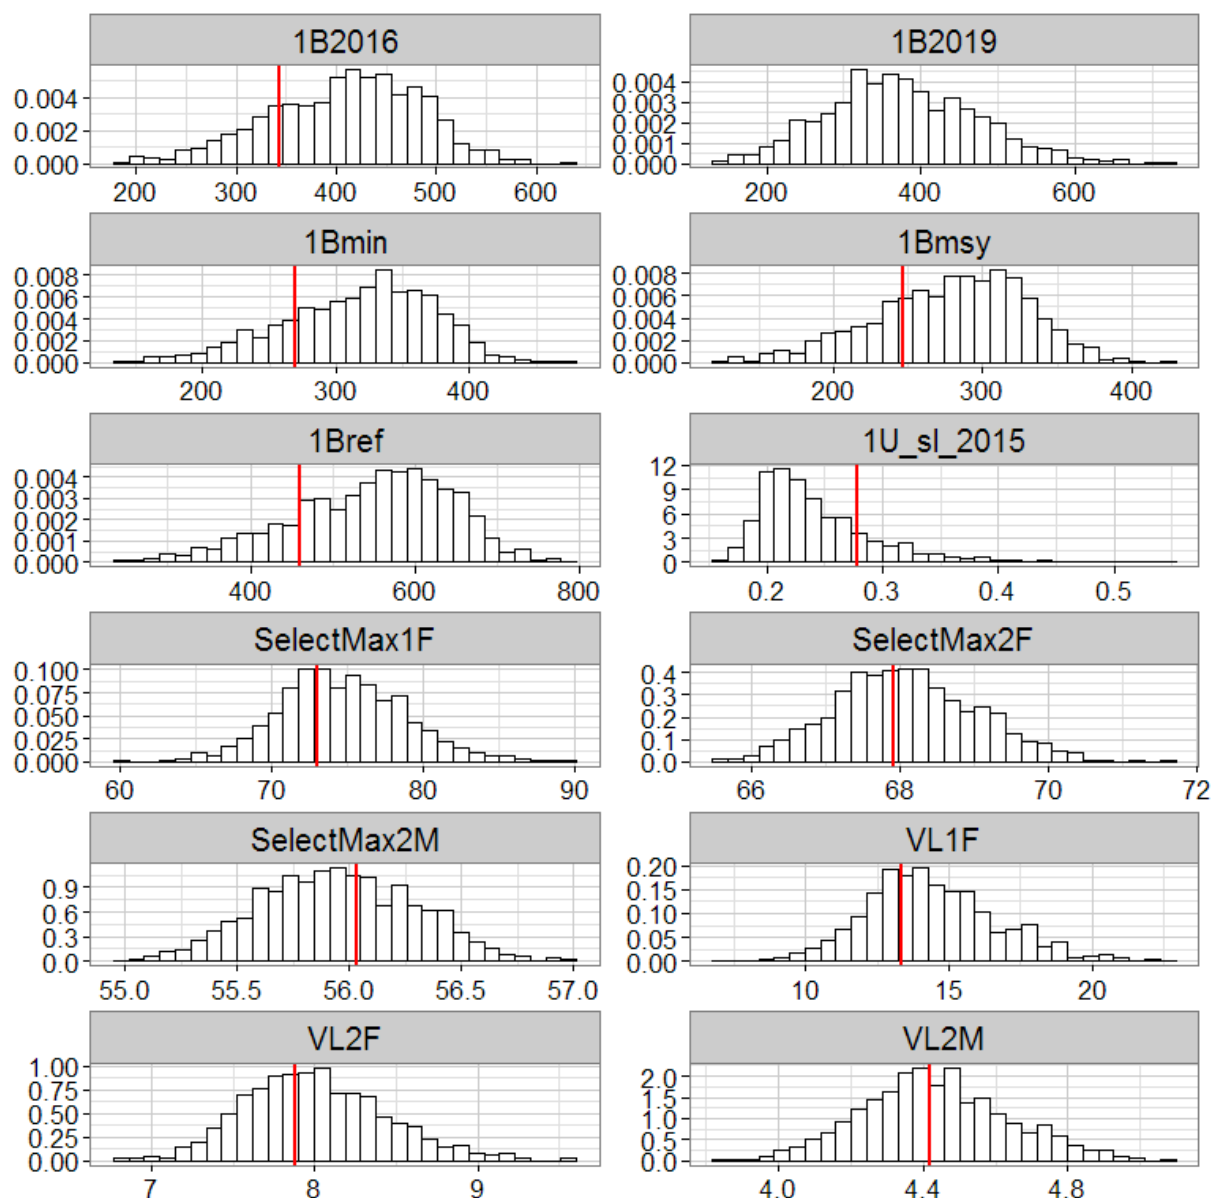 1B2016 1B2019
0.004 0.002 0.000
200 300 400 500 600
0.004 0.003 0.002 0.001 0.000
200 400 600
1Bmin 1Bmsy
0.008 0.006 0.004 0.002 0.000
200 300 400
0.008 0.006 0.004 0.002 0.000
200 300 400
1Bref 1U_sl_2015
0.004 0.003 0.002 0.001 0.000
400 600 800
12 9 6 3 0
0.2 0.3 0.4 0.5
SelectMax1F SelectMax2F
0.100 0.075 0.050 0.025 0.000
60 70 80 90
0.4 0.3 0.2 0.1 0.0
66 68 70 72
SelectMax2M VL1F
0.9 0.6 0.3 0.0
55.0 55.5 56.0 56.5 57.0
0.20 0.15 0.10 0.05 0.00
10 15 20
VL2F VL2M
1.00 0.75 0.50 0.25 0.00
7 8 9
2.0 1.5 1.0 0.5 0.0
4.0 4.4 4.8